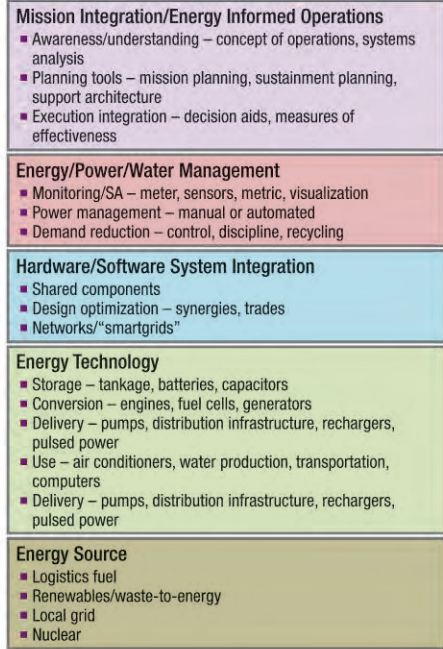 Mission Integration/Energy Informed Operations
▪ Awareness/understanding – concept of operations, systems
analysis
▪ Planning tools – mission planning, sustainment planning,
support architecture
▪ Execution integration – decision aids, measures of
effectiveness
Energy/Power/Water Management
▪ Monitoring/SA – meter, sensors, metric, visualization
▪ Power management – manual or automated
▪ Demand reduction – control, discipline, recycling
Hardware/Software System Integration
▪ Shared components
▪ Design optimization – synergies, trades
▪ Networks/“smartgrids”
Energy Technology
▪ Storage – tankage, batteries, capacitors
▪ Conversion – engines, fuel cells, generators
▪ Delivery – pumps, distribution infrastructure, rechargers,
pulsed power
▪ Use – air conditioners, water production, transportation,
computers
▪ Delivery – pumps, distribution infrastructure, rechargers,
pulsed power
Energy Source
▪ Logistics fuel
▪ Renewables/waste-to-energy
▪ Local grid
▪ Nuclear